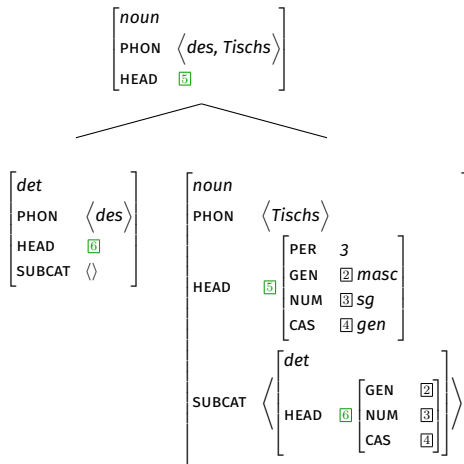 noun
PHON ⟨des, Tischs⟩
HEAD 5
det
PHON ⟨des⟩
HEAD 6
SUBCAT ⟨⟩
noun
PHON ⟨Tischs⟩
HEAD 5
PER 3
GEN 2 masc
NUM 3 sg
CAS 4 gen
SUBCAT
det
HEAD 6
GEN 2
NUM 3
CAS 4